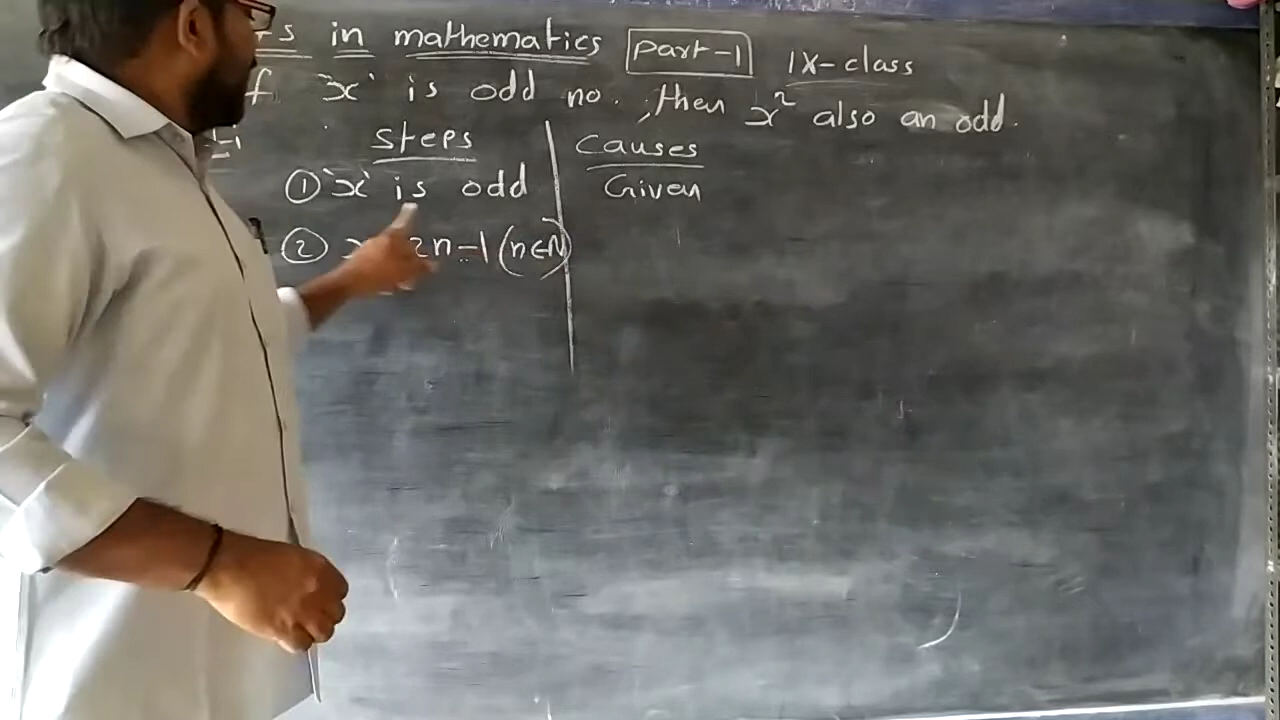 in mathematics Part-1 IX-class
'x' is odd no., then x² also an odd.
Steps Causes
① 'x' is odd Given
② 2n-1 (n∈N)